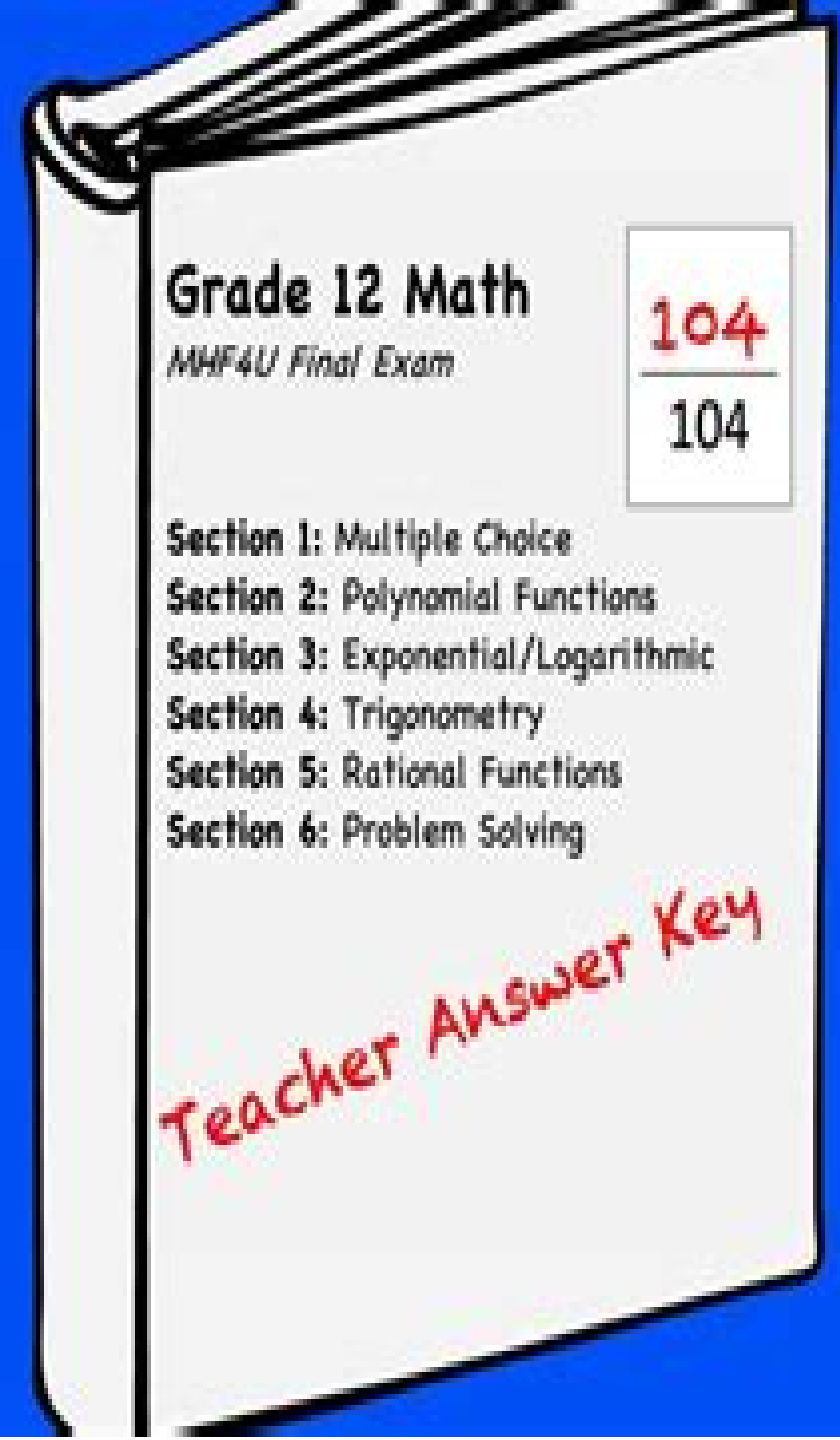 Grade 12 Math
MHF4U Final Exam
104
104
Section 1: Multiple Choice
Section 2: Polynomial Functions
Section 3: Exponential/Logarithmic
Section 4: Trigonometry
Section 5: Rational Functions
Section 6: Problem Solving
Teacher Answer Key